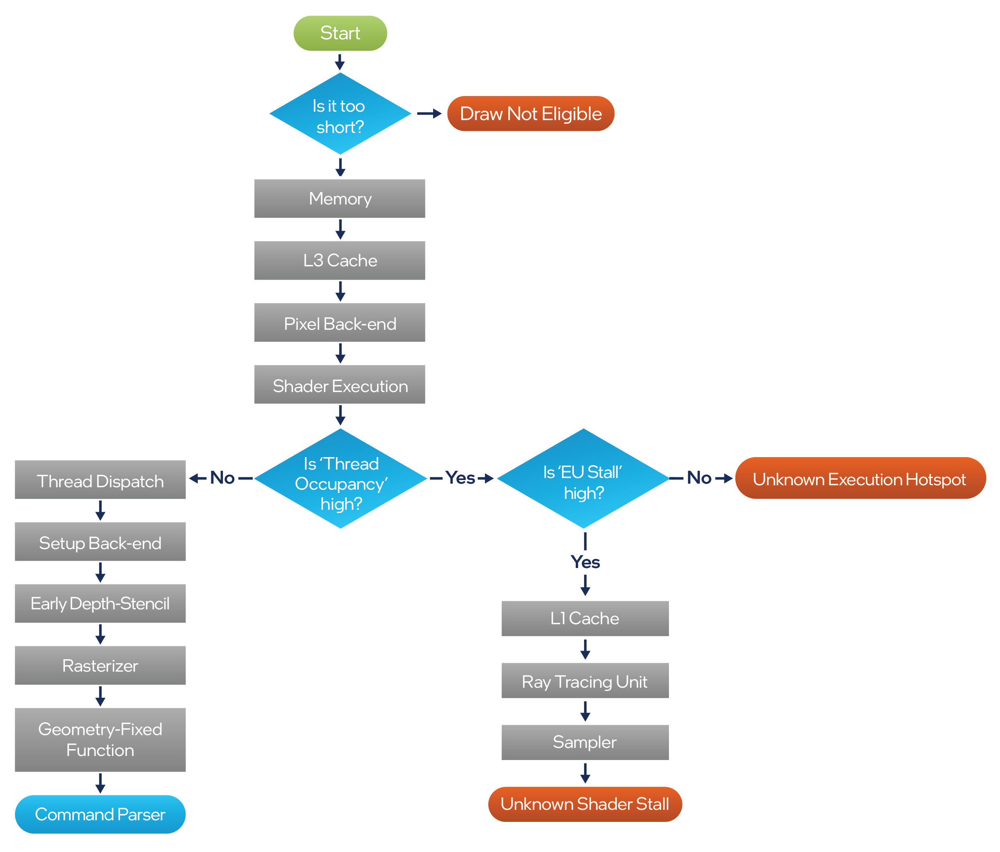 Start
Is it too
short?
Draw Not Eligible
Memory
L3 Cache
Pixel Back-end
Shader Execution
Is ‘Thread
Occupancy’
high?
No
Yes
Is ‘EU Stall’
high?
No
Unknown Execution Hotspot
Thread Dispatch
Setup Back-end
Early Depth-Stencil
Rasterizer
Geometry-Fixed
Function
Command Parser
Yes
L1 Cache
Ray Tracing Unit
Sampler
Unknown Shader Stall